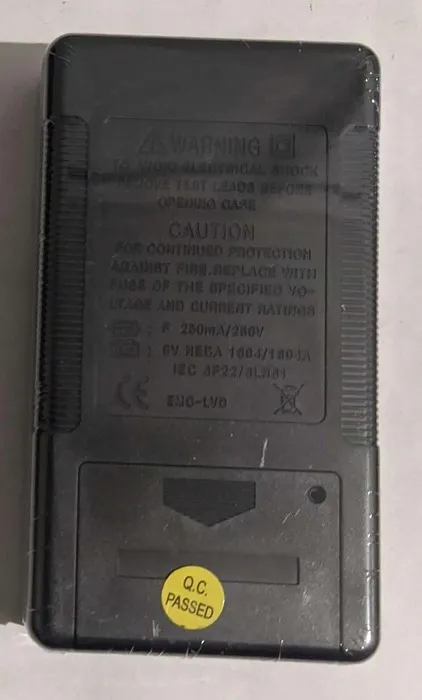 WARNING
TO AVOID ELECTRICAL SHOCK
REMOVE TEST LEADS BEFORE
OPENING CASE
CAUTION
FOR CONTINUED PROTECTION
AGAINST FIRE, REPLACE WITH
FUSE OF THE SPECIFIED VO-
LTAGE AND CURRENT RATINGS
: F 250mA/250V
: 9V NEDA 1604/1604A
IEC 6F22/6LR61
CE EMC-LVD
Q.C.
PASSED